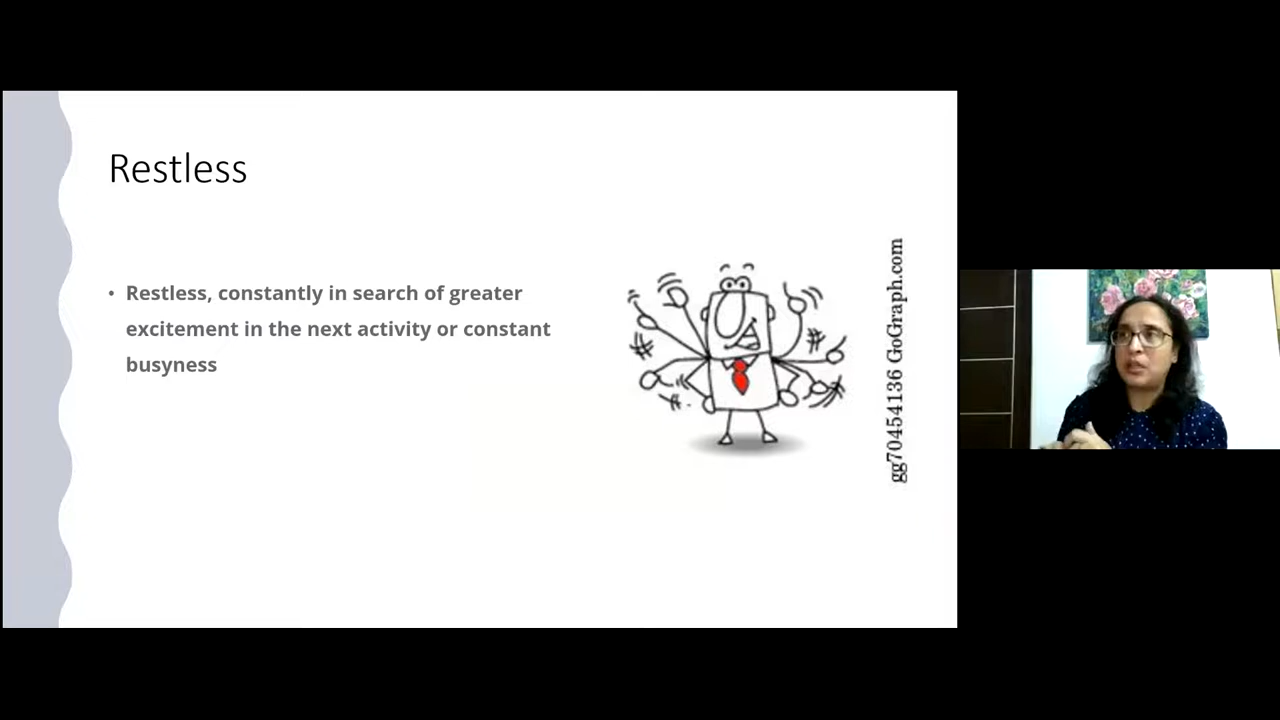 Restless
• Restless, constantly in search of greater
excitement in the next activity or constant
busyness
gg70454136 GoGraph.com